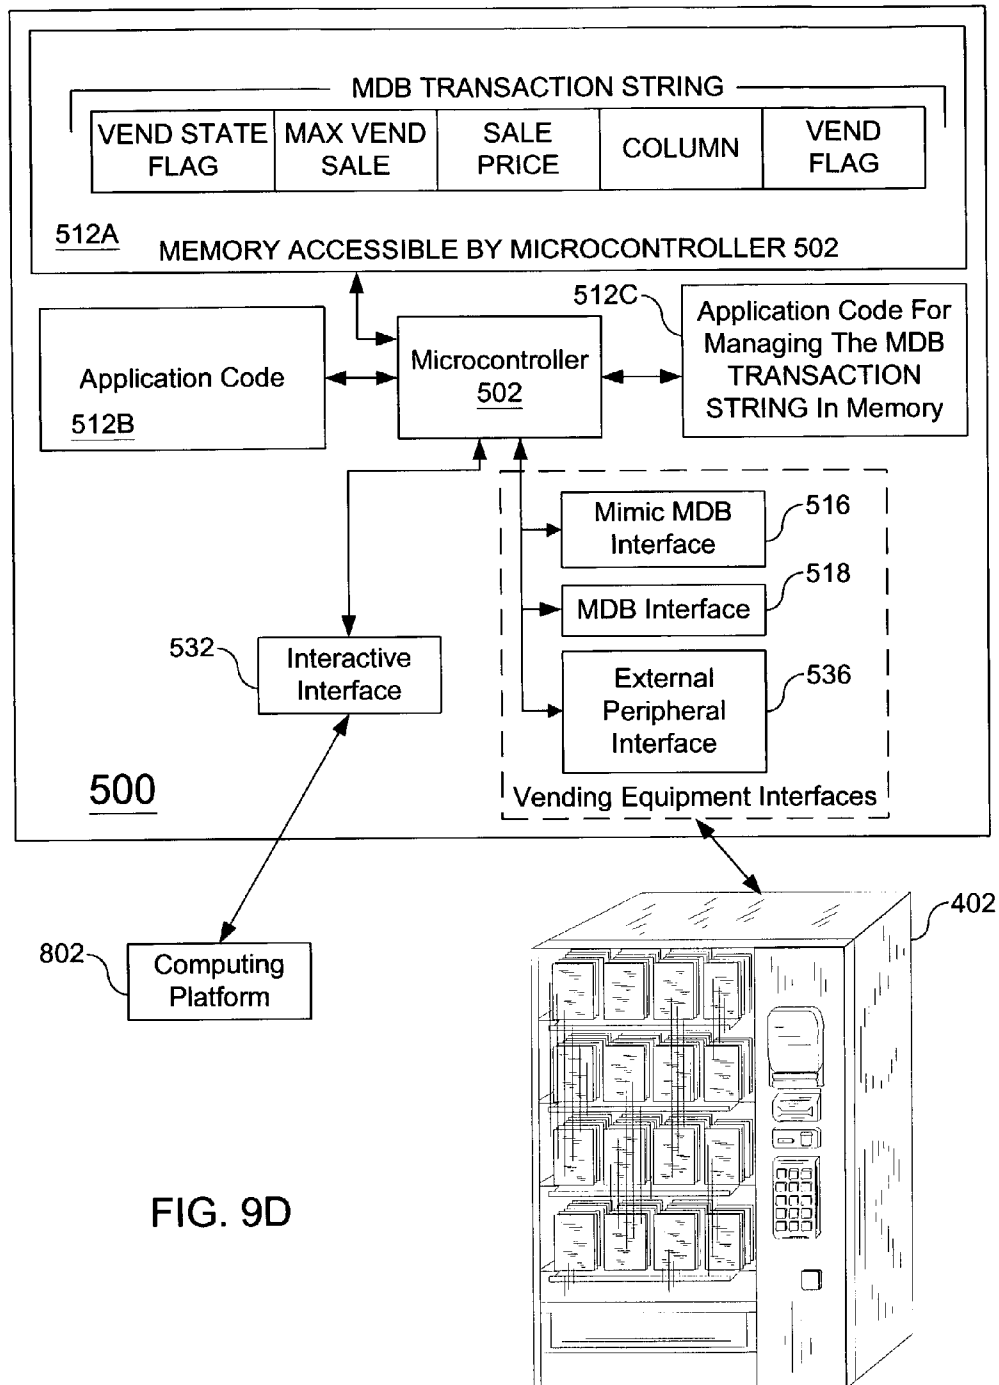 MDB TRANSACTION STRING
VEND STATE
FLAG
MAX VEND
SALE
SALE
PRICE
COLUMN
VEND
FLAG
512A
MEMORY ACCESSIBLE BY MICROCONTROLLER 502
512C
Application Code
512B
Microcontroller
502
Application Code For
Managing The MDB
TRANSACTION
STRING In Memory
Mimic MDB
Interface
516
MDB Interface
518
532
Interactive
Interface
External
Peripheral
Interface
536
500
Vending Equipment Interfaces
402
802
Computing
Platform
FIG. 9D